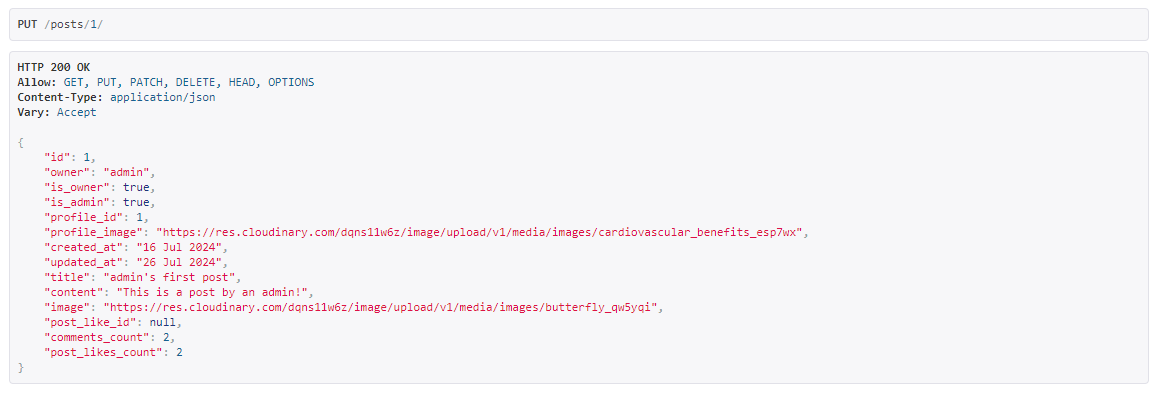 PUT /posts/1/
HTTP 200 OK
Allow: GET, PUT, PATCH, DELETE, HEAD, OPTIONS
Content-Type: application/json
Vary: Accept
{
    "id": 1,
    "owner": "admin",
    "is_owner": true,
    "is_admin": true,
    "profile_id": 1,
    "profile_image": "https://res.cloudinary.com/dqns11w6z/image/upload/v1/media/images/cardiovascular_benefits_esp7wx",
    "created_at": "16 Jul 2024",
    "updated_at": "26 Jul 2024",
    "title": "admin's first post",
    "content": "This is a post by an admin!",
    "image": "https://res.cloudinary.com/dqns11w6z/image/upload/v1/media/images/butterfly_qw5yqi",
    "post_like_id": null,
    "comments_count": 2,
    "post_likes_count": 2
}